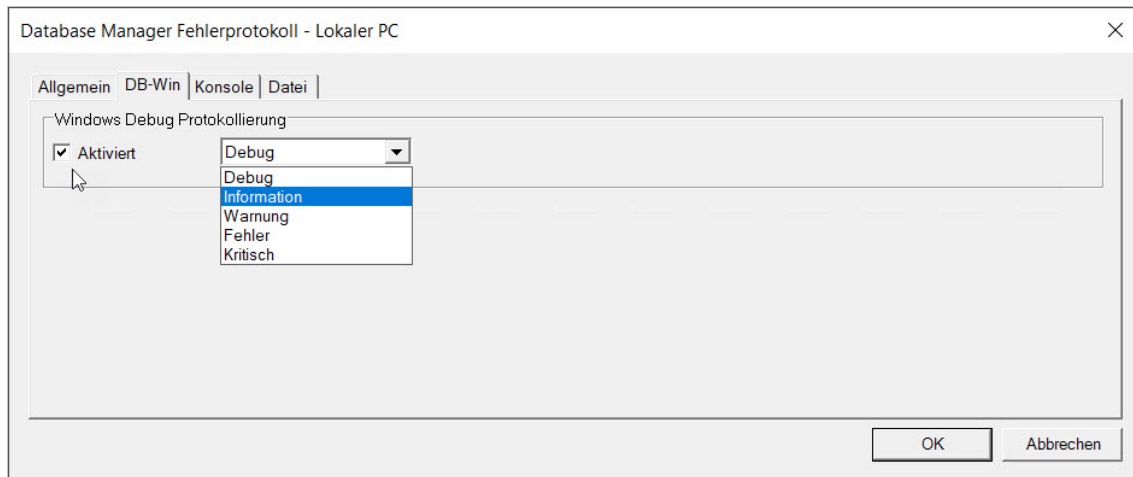 Database Manager Fehlerprotokoll - Lokaler PC
Allgemein DB-Win Konsole Datei
Windows Debug Protokollierung
Aktiviert Debug
Debug
Information
Warnung
Fehler
Kritisch
OK Abbrechen